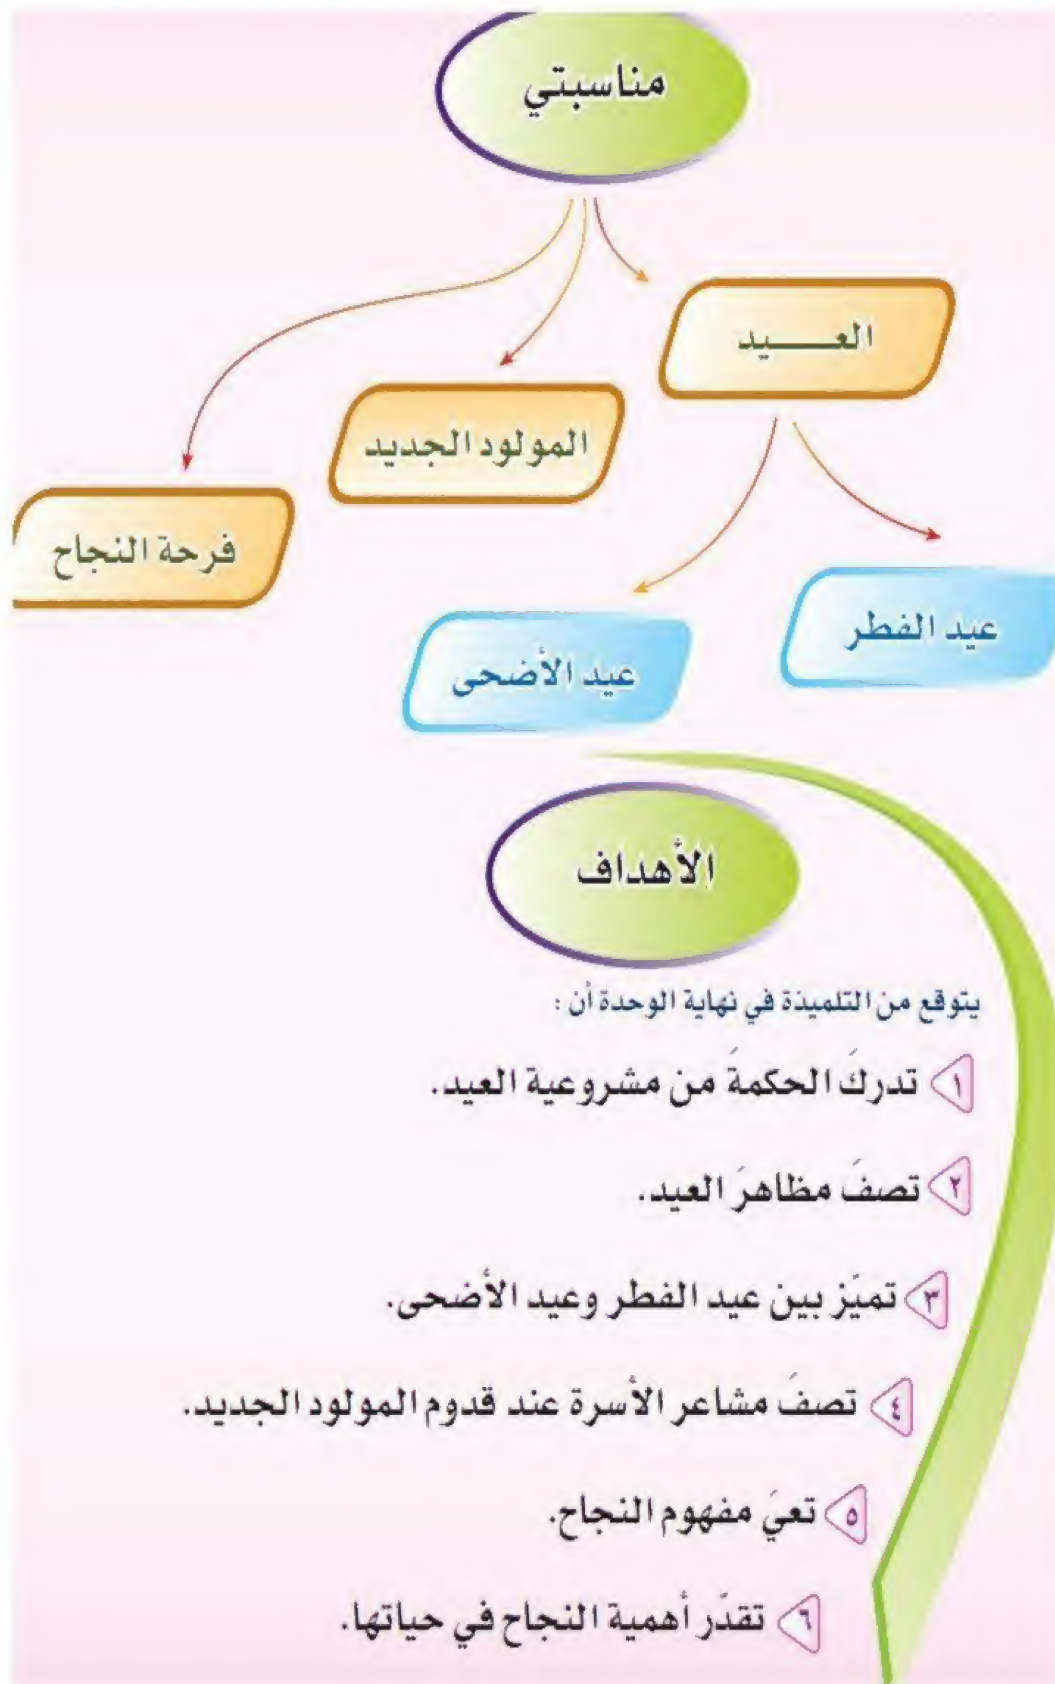 مناسبتي
العـــــيد
المولود الجديد
فرحة النجاح
عيد الفطر
عيد الأضحى
الأهداف
يتوقع من التلميذة في نهاية الوحدة أن :
١ تدركَ الحكمةَ من مشروعية العيد.
٢ تصفَ مظاهرَ العيد.
٣ تميّز بين عيد الفطر وعيد الأضحى.
٤ تصفَ مشاعر الأسرة عند قدوم المولود الجديد.
٥ تعيَ مفهوم النجاح.
٦ تقدّر أهمية النجاح في حياتها.